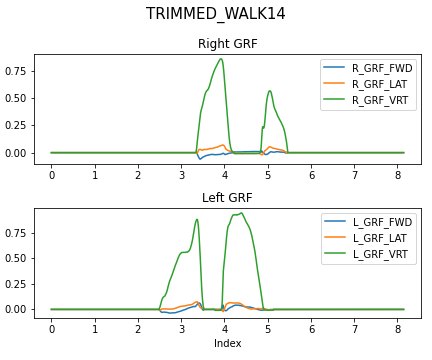 TRIMMED_WALK14
Right GRF
0.75
0.50
0.25
0.00
R_GRF_FWD
R_GRF_LAT
R_GRF_VRT
0 1 2 3 4 5 6 7 8
Left GRF
0.75
0.50
0.25
0.00
L_GRF_FWD
L_GRF_LAT
L_GRF_VRT
0 1 2 3 4 5 6 7 8
Index